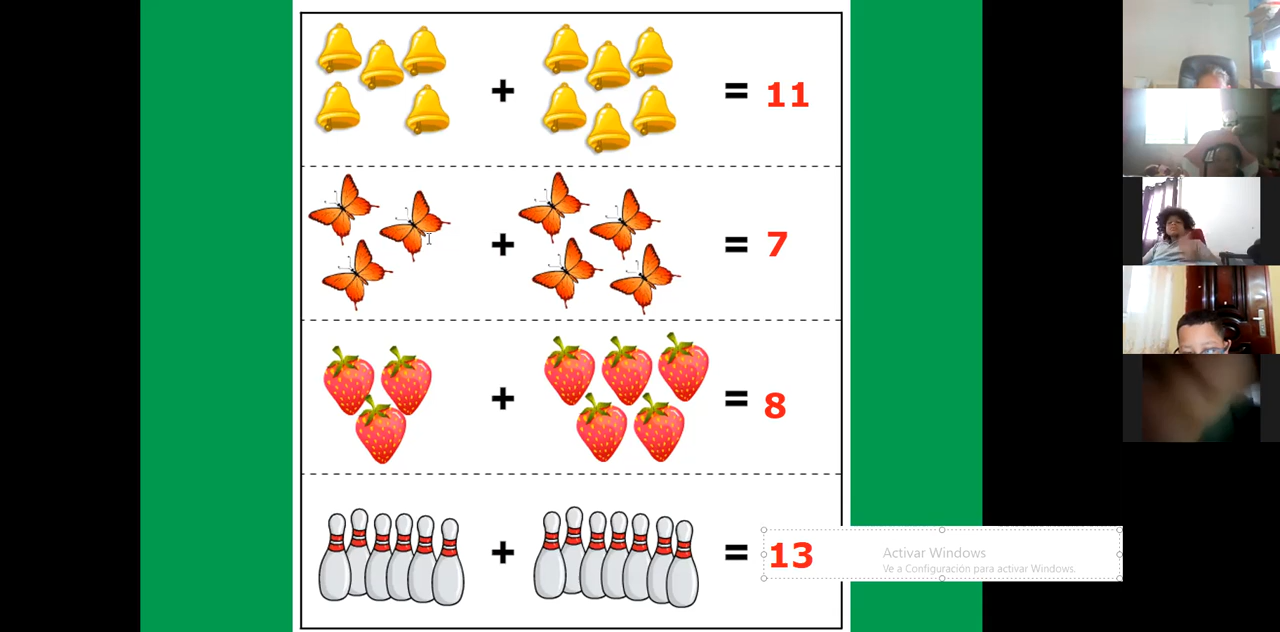 + = 11
+ = 7
+ = 8
+ = 13
Activar Windows
Ve a Configuración para activar Windows.